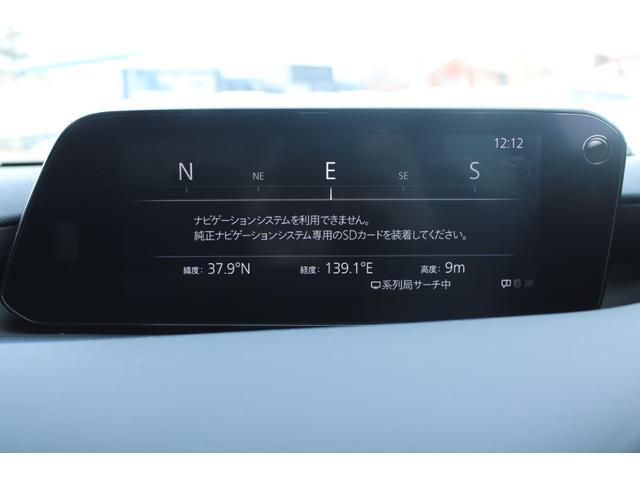 12:12
N NE E SE S
ナビゲーションシステムを利用できません。
純正ナビゲーションシステム専用のSDカードを装着してください。
緯度: 37.9°N 経度: 139.1°E 高度: 9m
系列局サーチ中